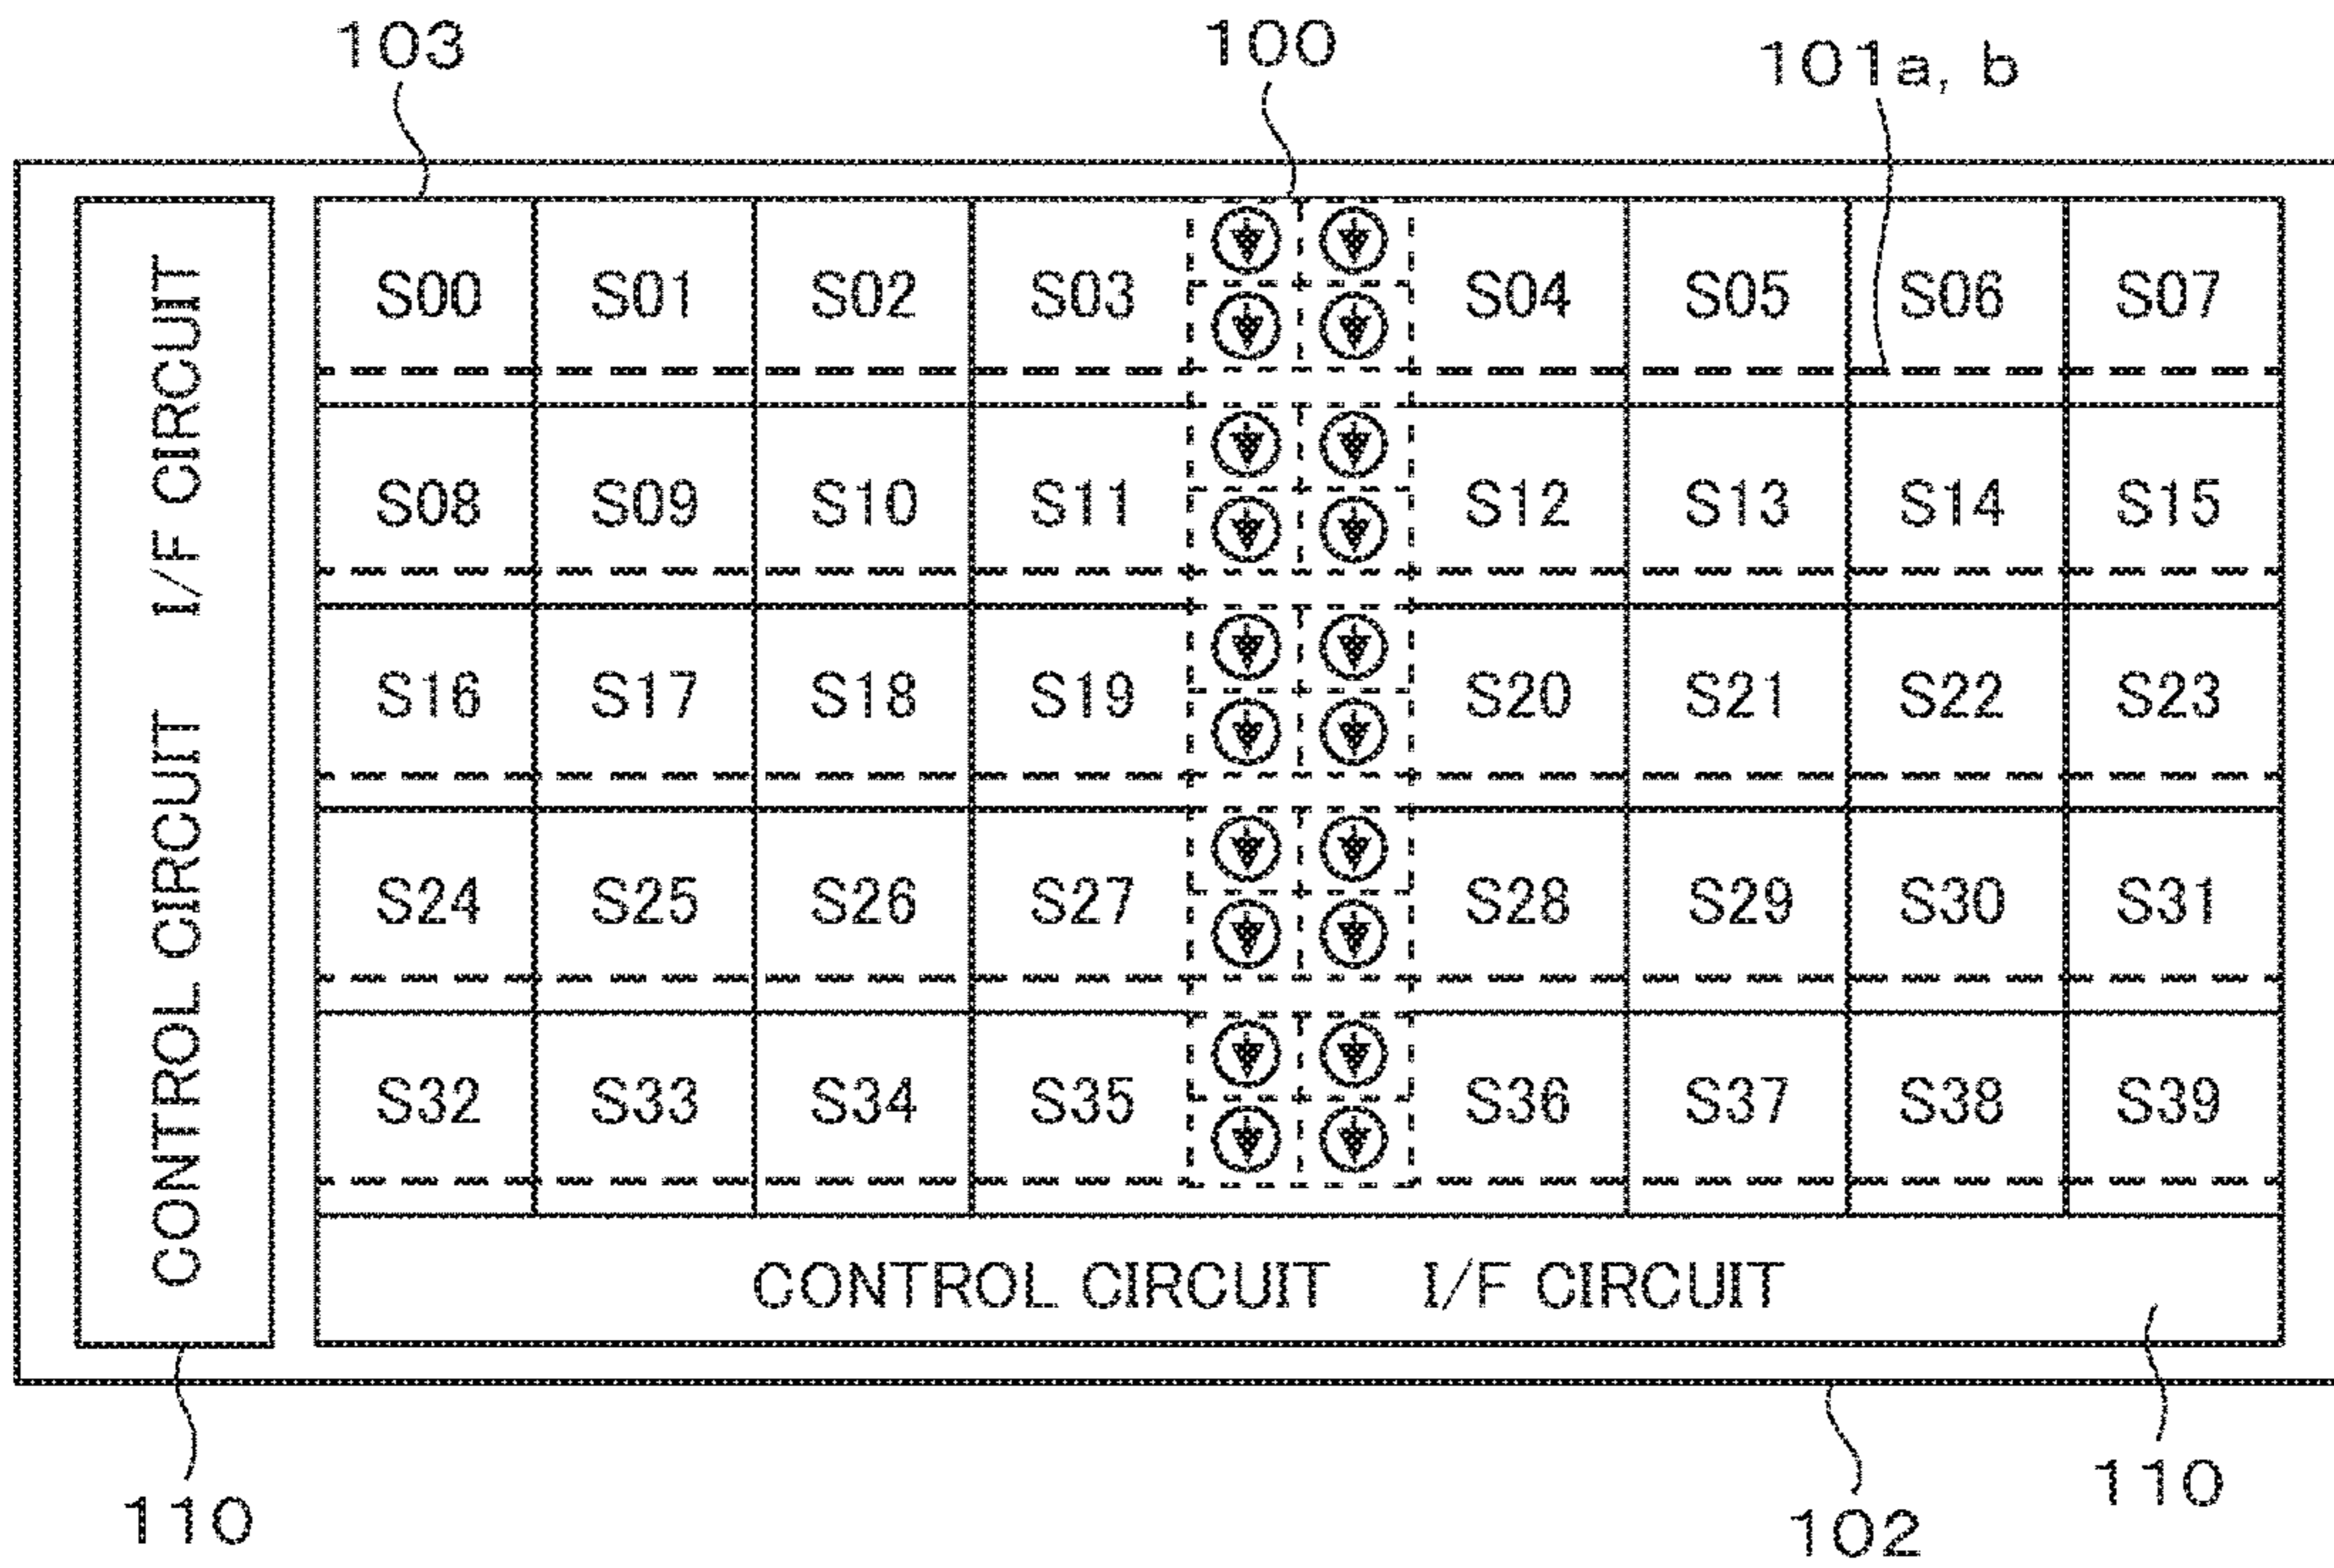 103 100 101a, b
S00 S01 S02 S03 S04 S05 S06 S07
S08 S09 S10 S11 S12 S13 S14 S15
S16 S17 S18 S19 S20 S21 S22 S23
S24 S25 S26 S27 S28 S29 S30 S31
S32 S33 S34 S35 S36 S37 S38 S39
CONTROL CIRCUIT I/F CIRCUIT
CONTROL CIRCUIT I/F CIRCUIT
110 102 110